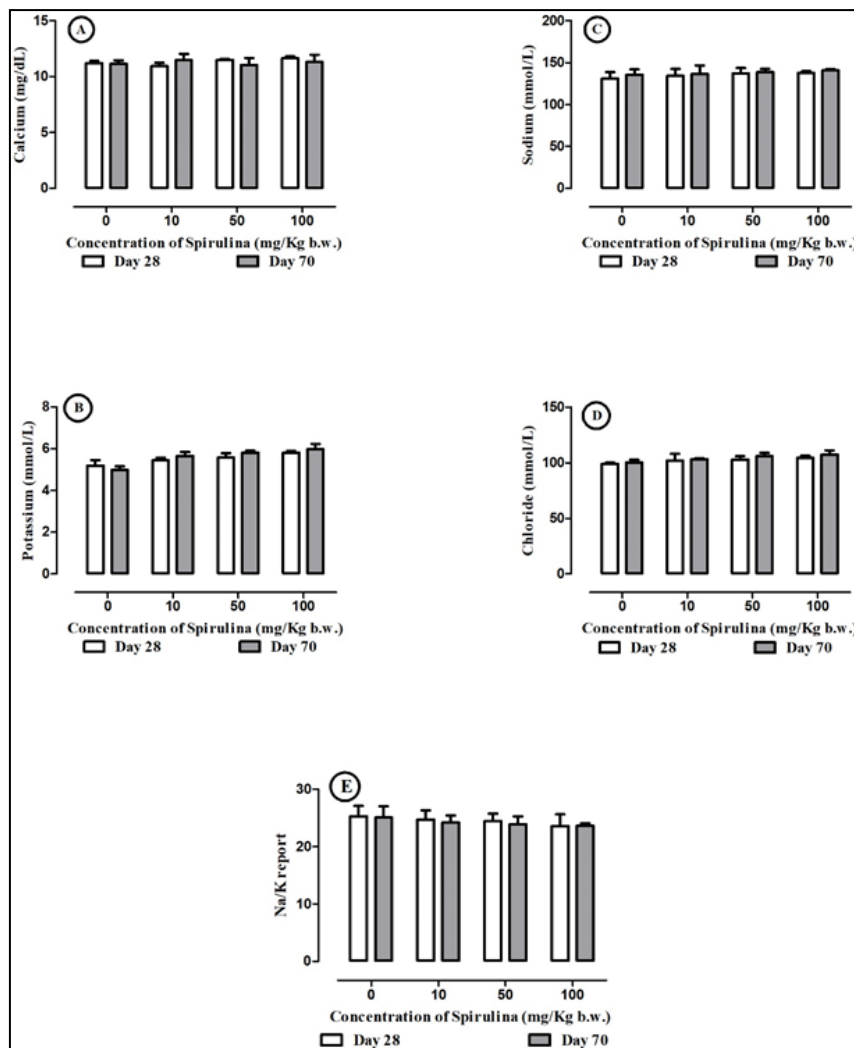 A
Calcium (mg/dL)
15
10
5
0
0 10 50 100
Concentration of Spirulina (mg/Kg b.w.)
Day 28 Day 70
C
Sodium (mmol/L)
200
150
100
50
0
0 10 50 100
Concentration of Spirulina (mg/Kg b.w.)
Day 28 Day 70
B
Potassium (mmol/L)
8
6
4
2
0
0 10 50 100
Concentration of Spirulina (mg/Kg b.w.)
Day 28 Day 70
D
Chloride (mmol/L)
150
100
50
0
0 10 50 100
Concentration of Spirulina (mg/Kg b.w.)
Day 28 Day 70
E
Na/K report
30
20
10
0
0 10 50 100
Concentration of Spirulina (mg/Kg b.w.)
Day 28 Day 70